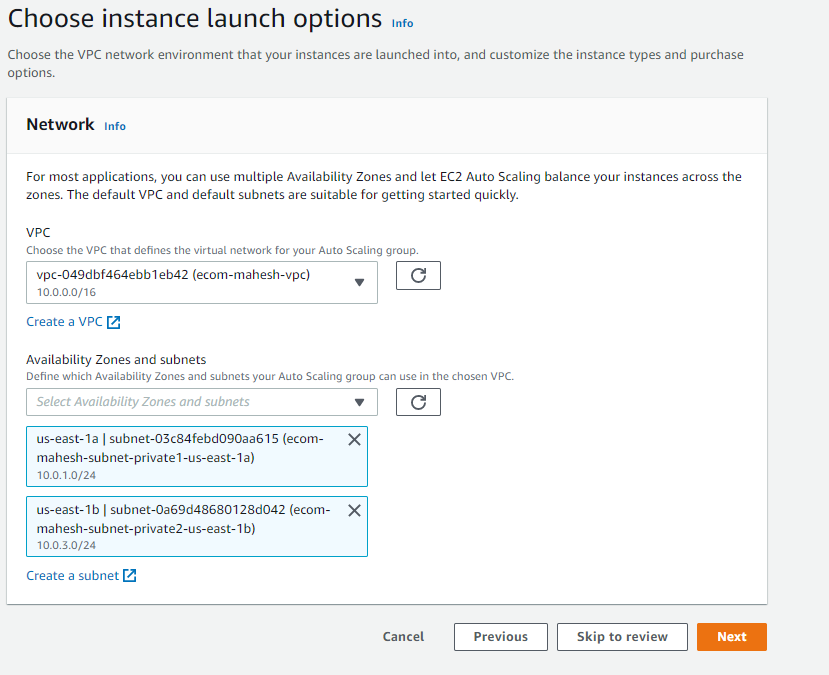 Choose instance launch options Info
Choose the VPC network environment that your instances are launched into, and customize the instance types and purchase
options.
Network Info
For most applications, you can use multiple Availability Zones and let EC2 Auto Scaling balance your instances across the
zones. The default VPC and default subnets are suitable for getting started quickly.
VPC
Choose the VPC that defines the virtual network for your Auto Scaling group.
vpc-049dbf464ebb1eb42 (ecom-mahesh-vpc)
10.0.0.0/16
Create a VPC
Availability Zones and subnets
Define which Availability Zones and subnets your Auto Scaling group can use in the chosen VPC.
Select Availability Zones and subnets
us-east-1a | subnet-03c84febd090aa615 (ecom-
mahesh-subnet-private1-us-east-1a)
10.0.1.0/24
us-east-1b | subnet-0a69d48680128d042 (ecom-
mahesh-subnet-private2-us-east-1b)
10.0.3.0/24
Create a subnet
Cancel Previous Skip to review Next